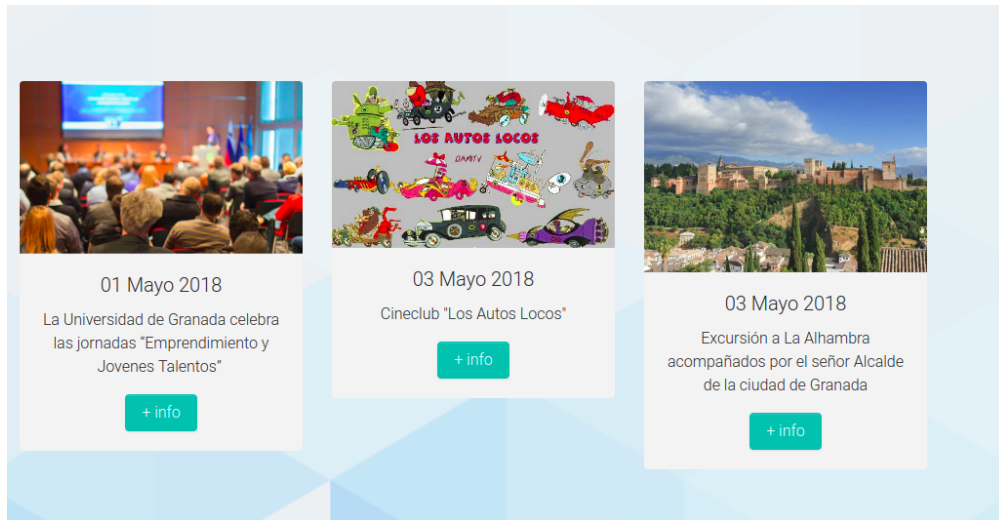 LOS AUTOS LOCOS
01 Mayo 2018
La Universidad de Granada celebra
las jornadas “Emprendimiento y
Jovenes Talentos”
+ info
03 Mayo 2018
Cineclub "Los Autos Locos"
+ info
03 Mayo 2018
Excursión a La Alhambra
acompañados por el señor Alcalde
de la ciudad de Granada
+ info